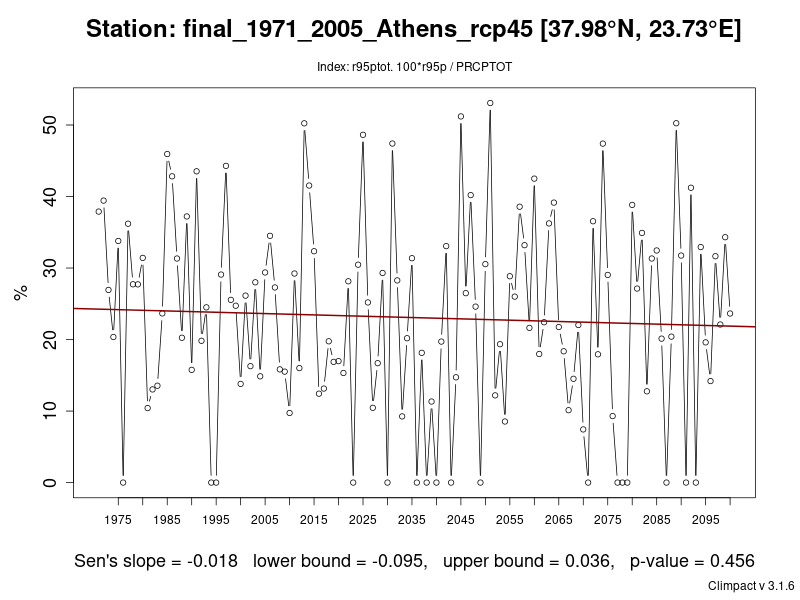 Station: final_1971_2005_Athens_rcp45 [37.98°N, 23.73°E]
Index: r95ptot. 100*r95p / PRCPTOT
%
50
40
30
20
10
0
1975 1985 1995 2005 2015 2025 2035 2045 2055 2065 2075 2085 2095
Sen's slope = -0.018 lower bound = -0.095, upper bound = 0.036, p-value = 0.456
Climpact v 3.1.6